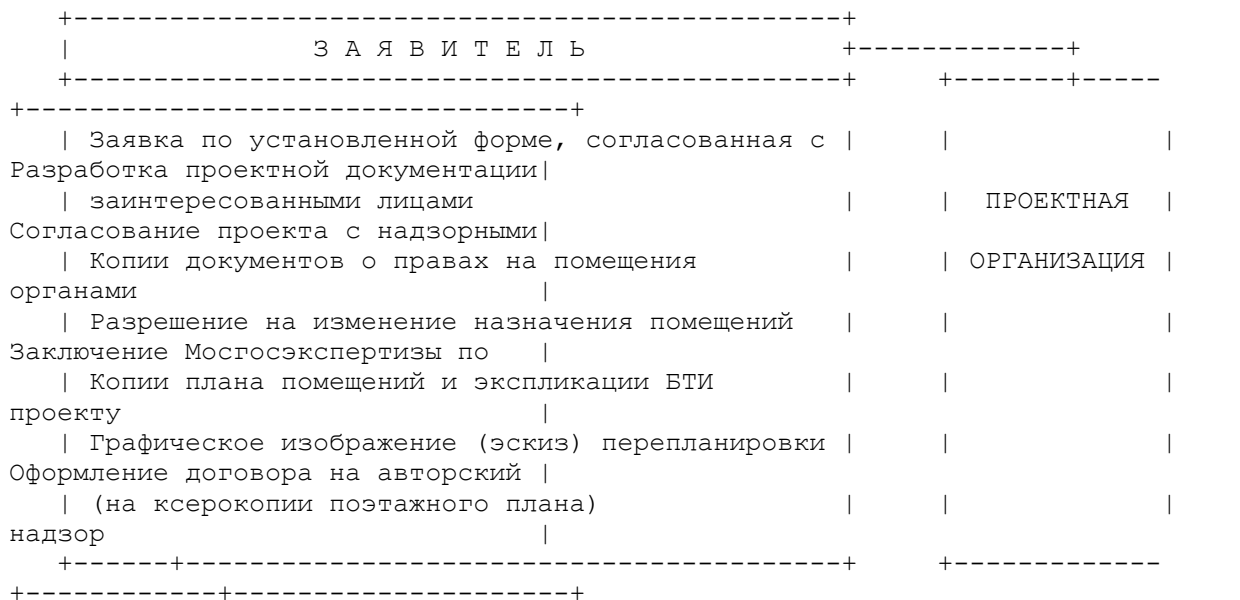 +------------------------------------------------+
| З А Я В И Т Е Л Ь +-------------+
+------------------------------------------------+ +-------+-----
+----------------------------------+
| Заявка по установленной форме, согласованная с | | |
Разработка проектной документации|
| заинтересованными лицами | | ПРОЕКТНАЯ |
Согласование проекта с надзорными|
| Копии документов о правах на помещения | | ОРГАНИЗАЦИЯ |
органами |
| Разрешение на изменение назначения помещений | | |
Заключение Мосгосэкспертизы по |
| Копии плана помещений и экспликации БТИ | | |
проекту |
| Графическое изображение (эскиз) перепланировки | | |
Оформление договора на авторский |
| (на ксерокопии поэтажного плана) | | |
надзор |
+------+-----------------------------------------+ +-------------
+------------+---------------------+